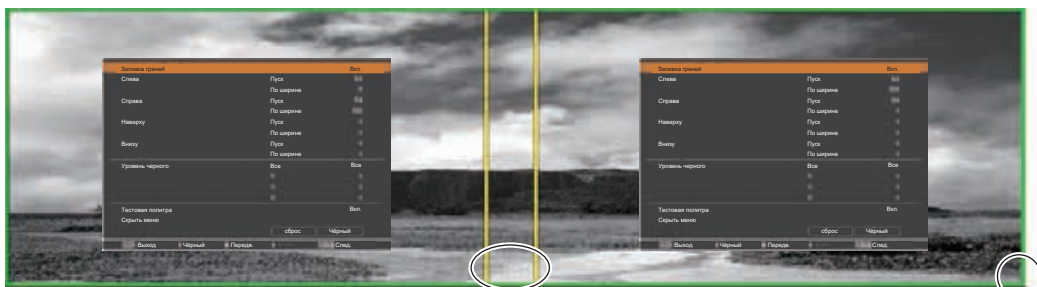 Заливка граней Вкл.
Слева Пуск
По ширине
Справа Пуск
По ширине
Наверху Пуск
По ширине
Внизу Пуск
По ширине
Уровень черного Все Все
Тестовая политра Вкл.
Скрыть меню
сброс Чёрный
Выход Чёрный Передв. След.
Заливка граней Вкл.
Слева Пуск
По ширине
Справа Пуск
По ширине
Наверху Пуск
По ширине
Внизу Пуск
По ширине
Уровень черного Все Все
Тестовая политра Вкл.
Скрыть меню
сброс Чёрный
Выход Чёрный Передв. След.